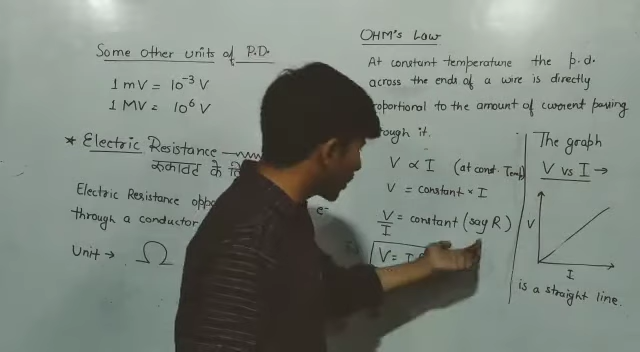 Some other units of P.D.
1 mV = 10⁻³ V
1 MV = 10⁶ V
* Electric Resistance
रुकावट के
Electric Resistance
e-
through a conductor
Unit → Ω
OHM's Law
At constant temperature the p.d.
across the ends of a wire is directly
proportional to the amount of current passing
through it.
V ∝ I (at const. Temp)
V = constant × I
V/I = constant (say R)
V = I
The graph
V vs I →
V
I
is a straight line.